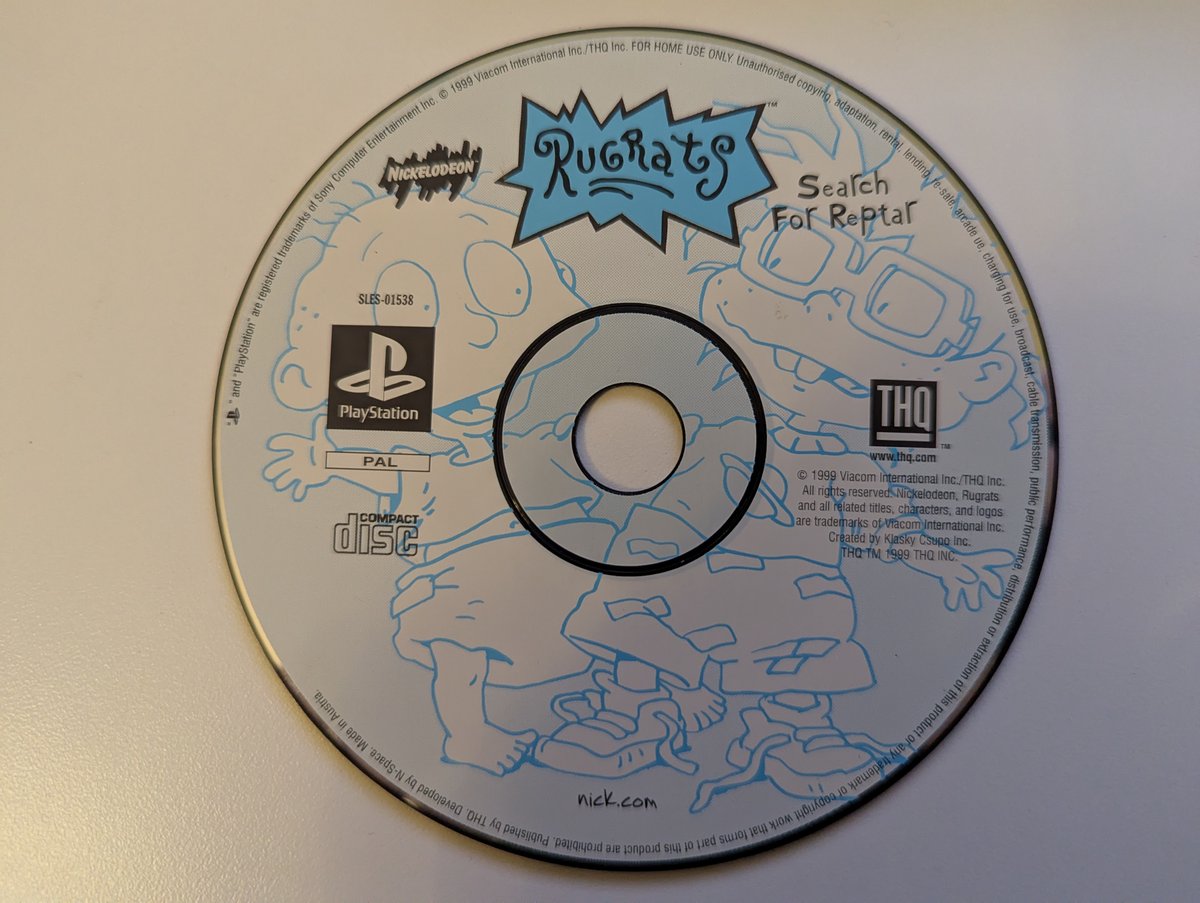 NICKELODEON
RUGRATS™
Search
For Reptar
SLES-01538
PlayStation
PAL
COMPACT
disc
THQ™
www.thq.com
© 1999 Viacom International Inc./THQ Inc.
All rights reserved. Nickelodeon, Rugrats
and all related titles, characters, and logos
are trademarks of Viacom International Inc.
Created by Klasky Csupo Inc.
THQ TM 1999 THQ INC.
nick.com
" and "PlayStation" are registered trademarks of Sony Computer Entertainment Inc. © 1999 Viacom International Inc./THQ Inc. FOR HOME USE ONLY. Unauthorised copying, adaptation, rental, lending, re-sale, arcade ue, charging for use, broadcast, cable transmission, public performance, distribution or extraction of this product or any trademark or copyright work that forms part of this product are prohibited. Published by THQ. Developed by N-Space. Made in Austria.